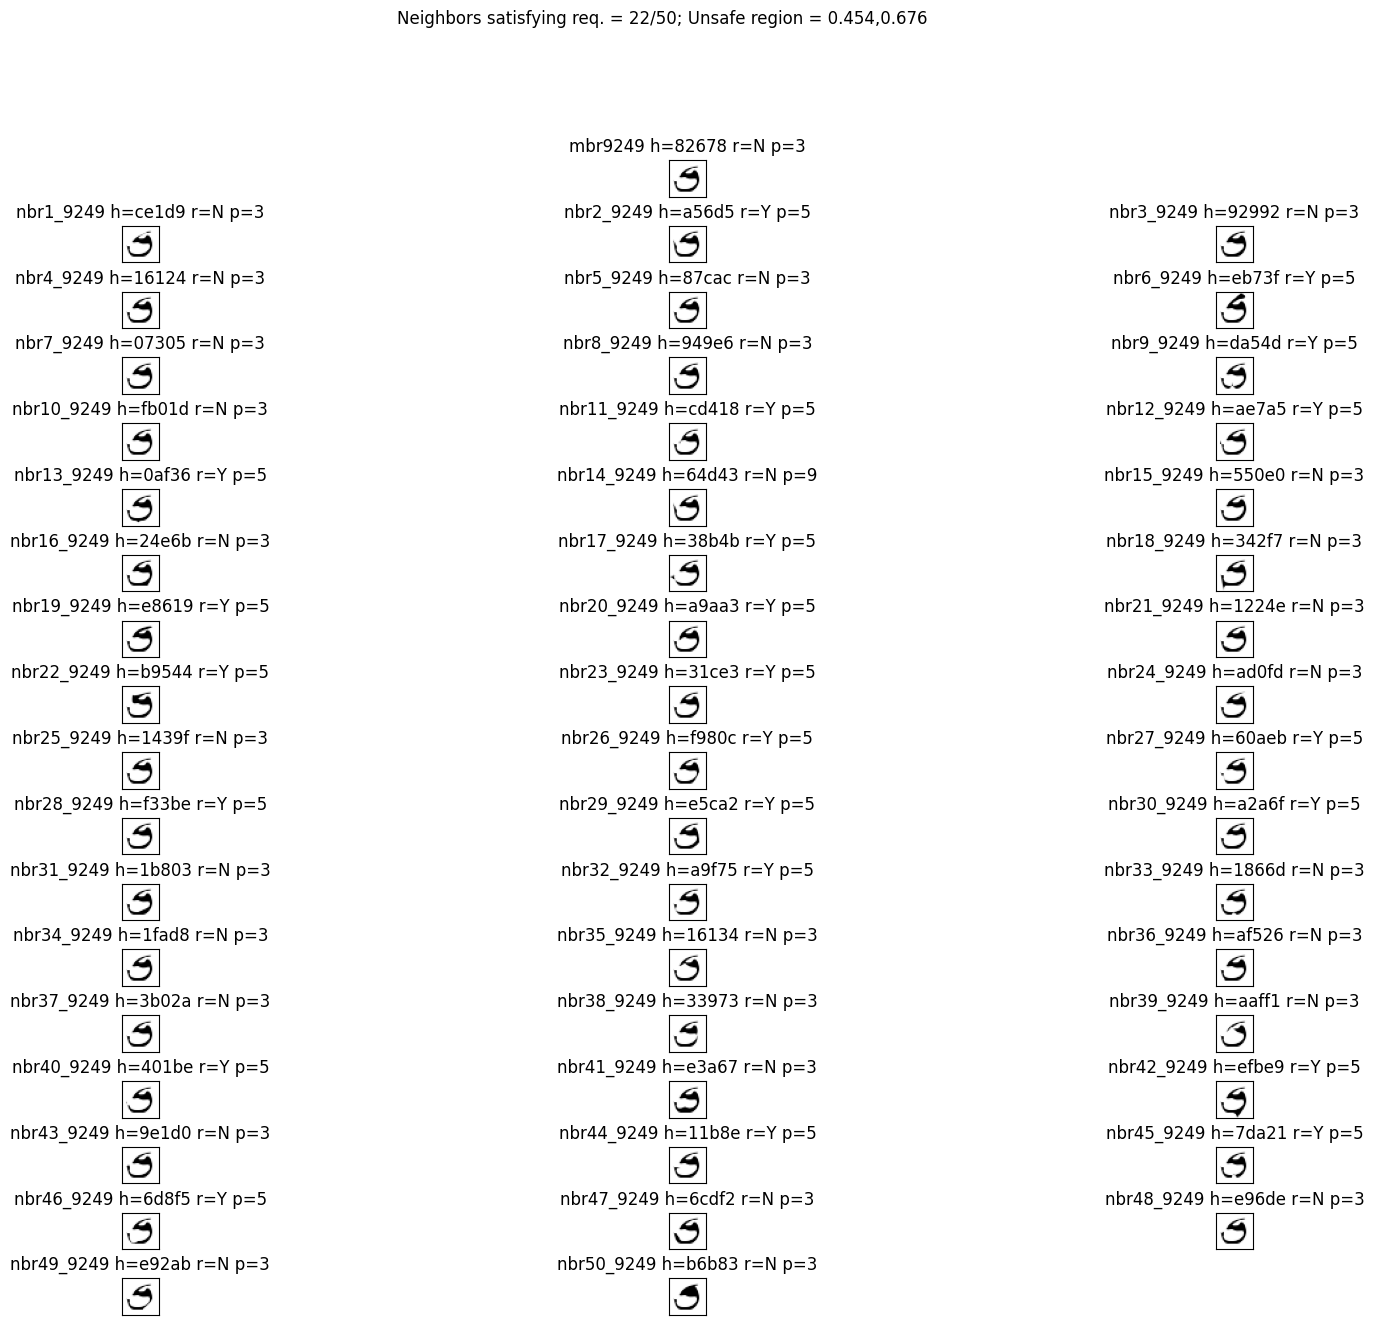 Neighbors satisfying req. = 22/50; Unsafe region = 0.454,0.676
mbr9249 h=82678 r=N p=3
nbr1_9249 h=ce1d9 r=N p=3 nbr2_9249 h=a56d5 r=Y p=5 nbr3_9249 h=92992 r=N p=3
nbr4_9249 h=16124 r=N p=3 nbr5_9249 h=87cac r=N p=3 nbr6_9249 h=eb73f r=Y p=5
nbr7_9249 h=07305 r=N p=3 nbr8_9249 h=949e6 r=N p=3 nbr9_9249 h=da54d r=Y p=5
nbr10_9249 h=fb01d r=N p=3 nbr11_9249 h=cd418 r=Y p=5 nbr12_9249 h=ae7a5 r=Y p=5
nbr13_9249 h=0af36 r=Y p=5 nbr14_9249 h=64d43 r=N p=9 nbr15_9249 h=550e0 r=N p=3
nbr16_9249 h=24e6b r=N p=3 nbr17_9249 h=38b4b r=Y p=5 nbr18_9249 h=342f7 r=N p=3
nbr19_9249 h=e8619 r=Y p=5 nbr20_9249 h=a9aa3 r=Y p=5 nbr21_9249 h=1224e r=N p=3
nbr22_9249 h=b9544 r=Y p=5 nbr23_9249 h=31ce3 r=Y p=5 nbr24_9249 h=ad0fd r=N p=3
nbr25_9249 h=1439f r=N p=3 nbr26_9249 h=f980c r=Y p=5 nbr27_9249 h=60aeb r=Y p=5
nbr28_9249 h=f33be r=Y p=5 nbr29_9249 h=e5ca2 r=Y p=5 nbr30_9249 h=a2a6f r=Y p=5
nbr31_9249 h=1b803 r=N p=3 nbr32_9249 h=a9f75 r=Y p=5 nbr33_9249 h=1866d r=N p=3
nbr34_9249 h=1fad8 r=N p=3 nbr35_9249 h=16134 r=N p=3 nbr36_9249 h=af526 r=N p=3
nbr37_9249 h=3b02a r=N p=3 nbr38_9249 h=33973 r=N p=3 nbr39_9249 h=aaff1 r=N p=3
nbr40_9249 h=401be r=Y p=5 nbr41_9249 h=e3a67 r=N p=3 nbr42_9249 h=efbe9 r=Y p=5
nbr43_9249 h=9e1d0 r=N p=3 nbr44_9249 h=11b8e r=Y p=5 nbr45_9249 h=7da21 r=Y p=5
nbr46_9249 h=6d8f5 r=Y p=5 nbr47_9249 h=6cdf2 r=N p=3 nbr48_9249 h=e96de r=N p=3
nbr49_9249 h=e92ab r=N p=3 nbr50_9249 h=b6b83 r=N p=3